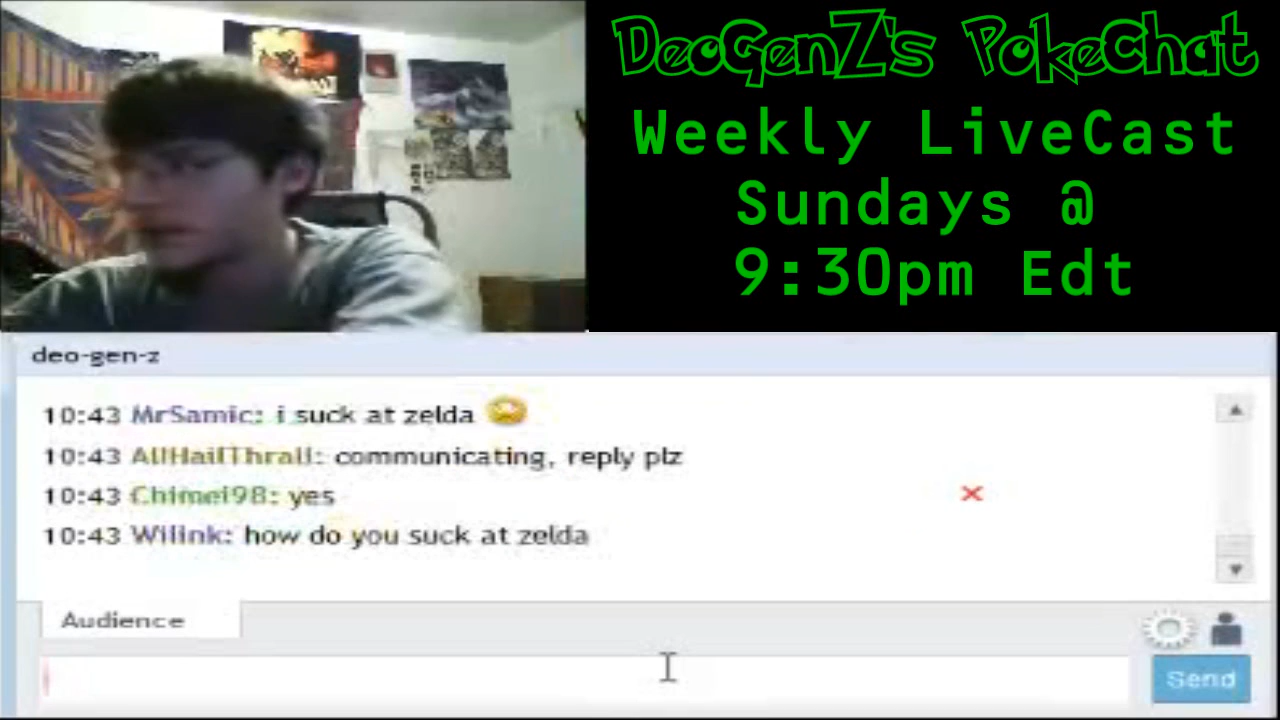 DeoGenZ's PokeChat
Weekly LiveCast
Sundays @
9:30pm Edt
deo-gen-z
10:43 MrSamic: i suck at zelda
10:43 AllHailThrall: communicating, reply plz
10:43 Chimei98: yes
10:43 Wilink: how do you suck at zelda
Audience
Send